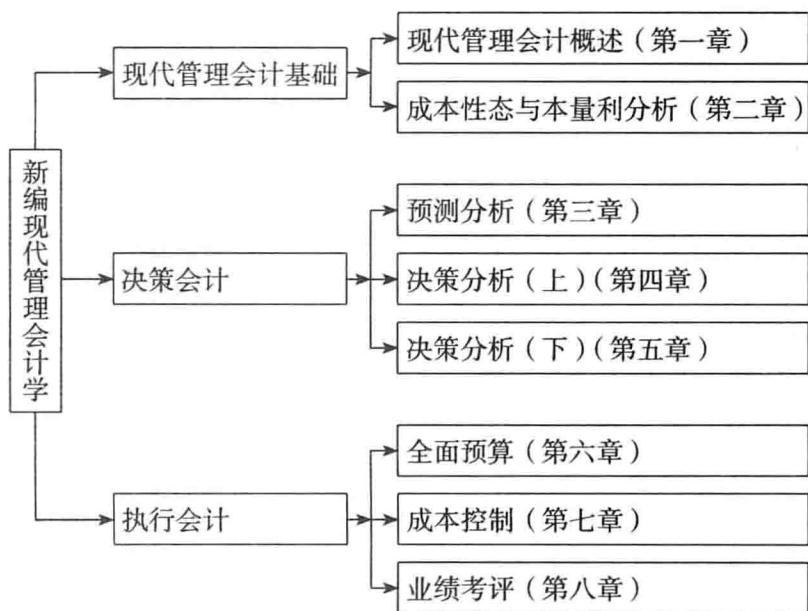 新编现代管理会计学
现代管理会计基础
现代管理会计概述（第一章）
成本性态与本量利分析（第二章）
决策会计
预测分析（第三章）
决策分析（上）（第四章）
决策分析（下）（第五章）
执行会计
全面预算（第六章）
成本控制（第七章）
业绩考评（第八章）